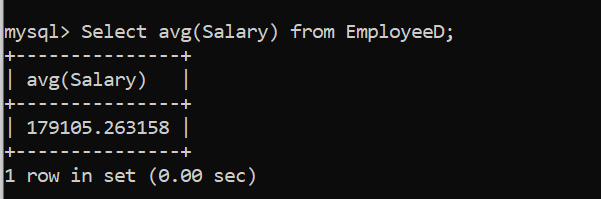 mysql> Select avg(Salary) from EmployeeD;
+---------------+
| avg(Salary)   |
+---------------+
| 179105.263158 |
+---------------+
1 row in set (0.00 sec)